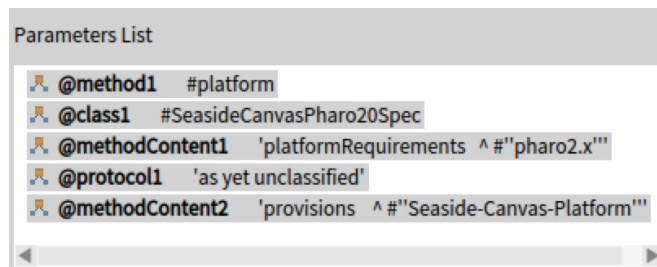 Parameters List
@method1 #platform
@class1 #SeasideCanvasPharo20Spec
@methodContent1 'platformRequirements ^ #''pharo2.x'''
@protocol1 'as yet unclassified'
@methodContent2 'provisions ^ #''Seaside-Canvas-Platform'''